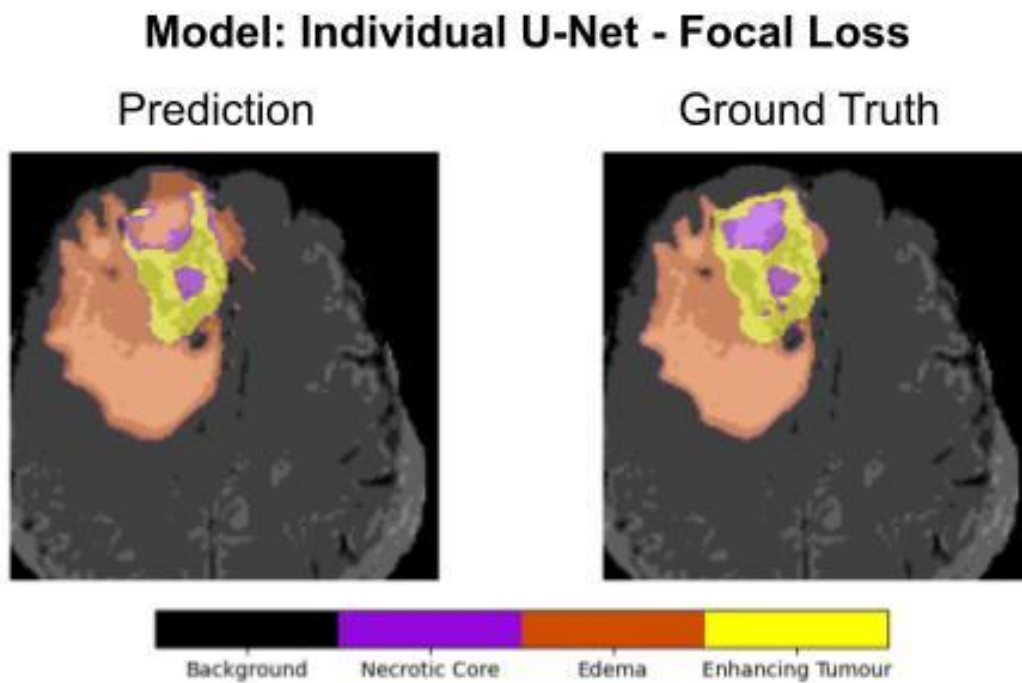 Model: Individual U-Net - Focal Loss
Prediction
Ground Truth
Background
Necrotic Core
Edema
Enhancing Tumour